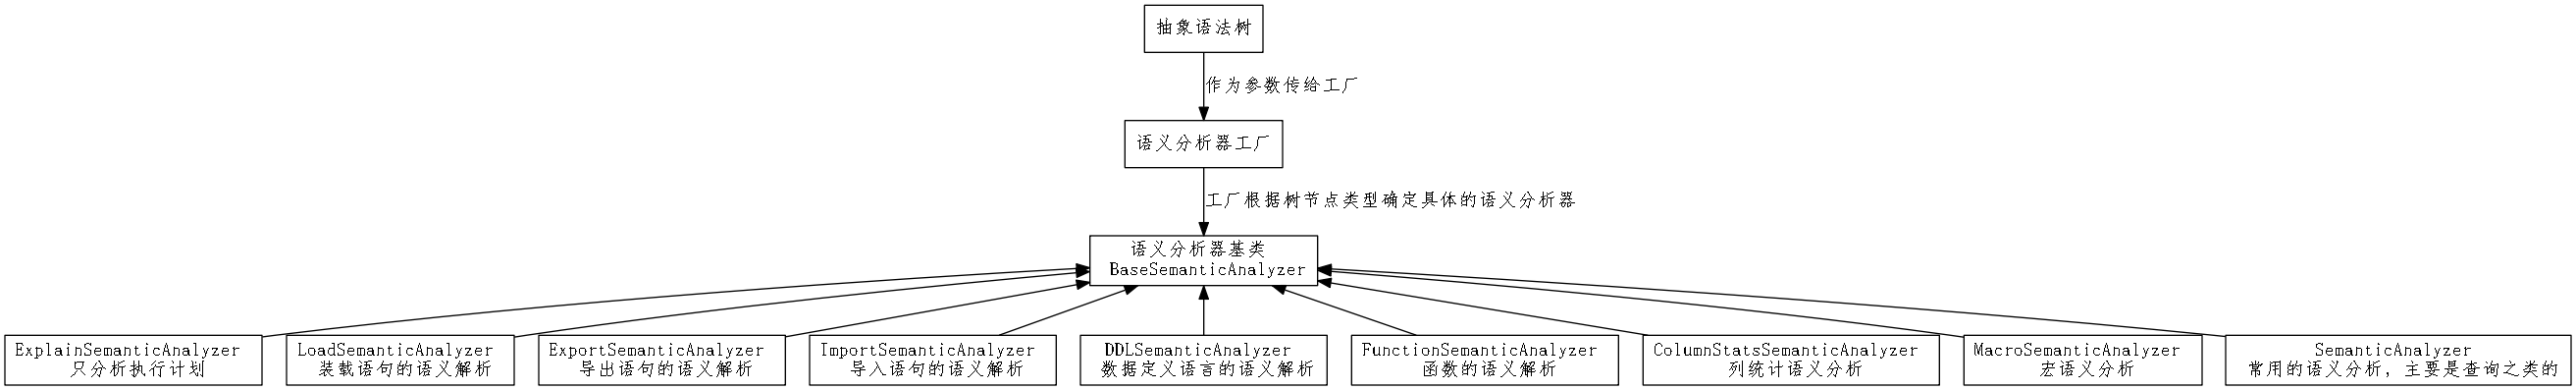 抽象语法树
作为参数传给工厂
语义分析器工厂
工厂根据树节点类型确定具体的语义分析器
语义分析器基类
BaseSemanticAnalyzer
ExplainSemanticAnalyzer
只分析执行计划
LoadSemanticAnalyzer
装载语句的语义解析
ExportSemanticAnalyzer
导出语句的语义解析
ImportSemanticAnalyzer
导入语句的语义解析
DDLSemanticAnalyzer
数据定义语言的语义解析
FunctionSemanticAnalyzer
函数的语义解析
ColumnStatsSemanticAnalyzer
列统计语义分析
MacroSemanticAnalyzer
宏语义分析
SemanticAnalyzer
常用的语义分析，主要是查询之类的